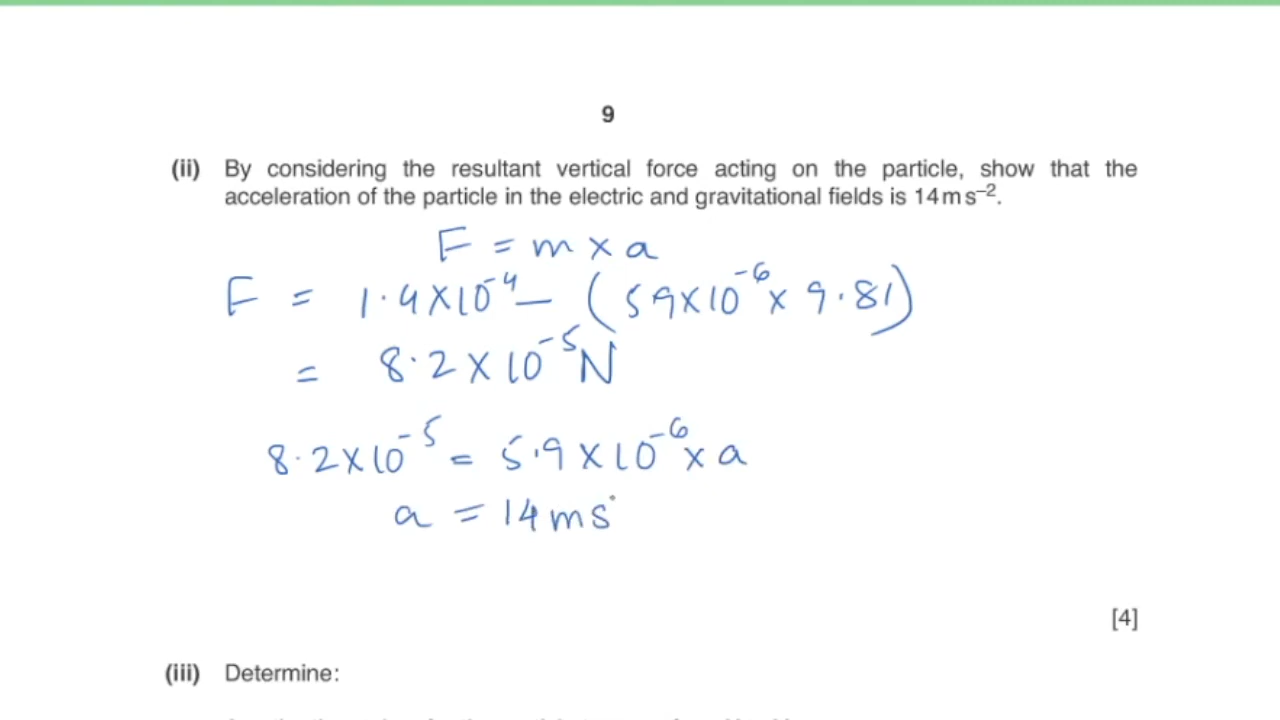 9
(ii) By considering the resultant vertical force acting on the particle, show that the
acceleration of the particle in the electric and gravitational fields is 14 m s⁻².
F = m × a
F = 1.4×10⁻⁴ − (59×10⁻⁶ × 9.81)
= 8.2 × 10⁻⁵ N
8.2×10⁻⁵ = 5.9 × 10⁻⁶ × a
a = 14 ms
[4]
(iii) Determine: